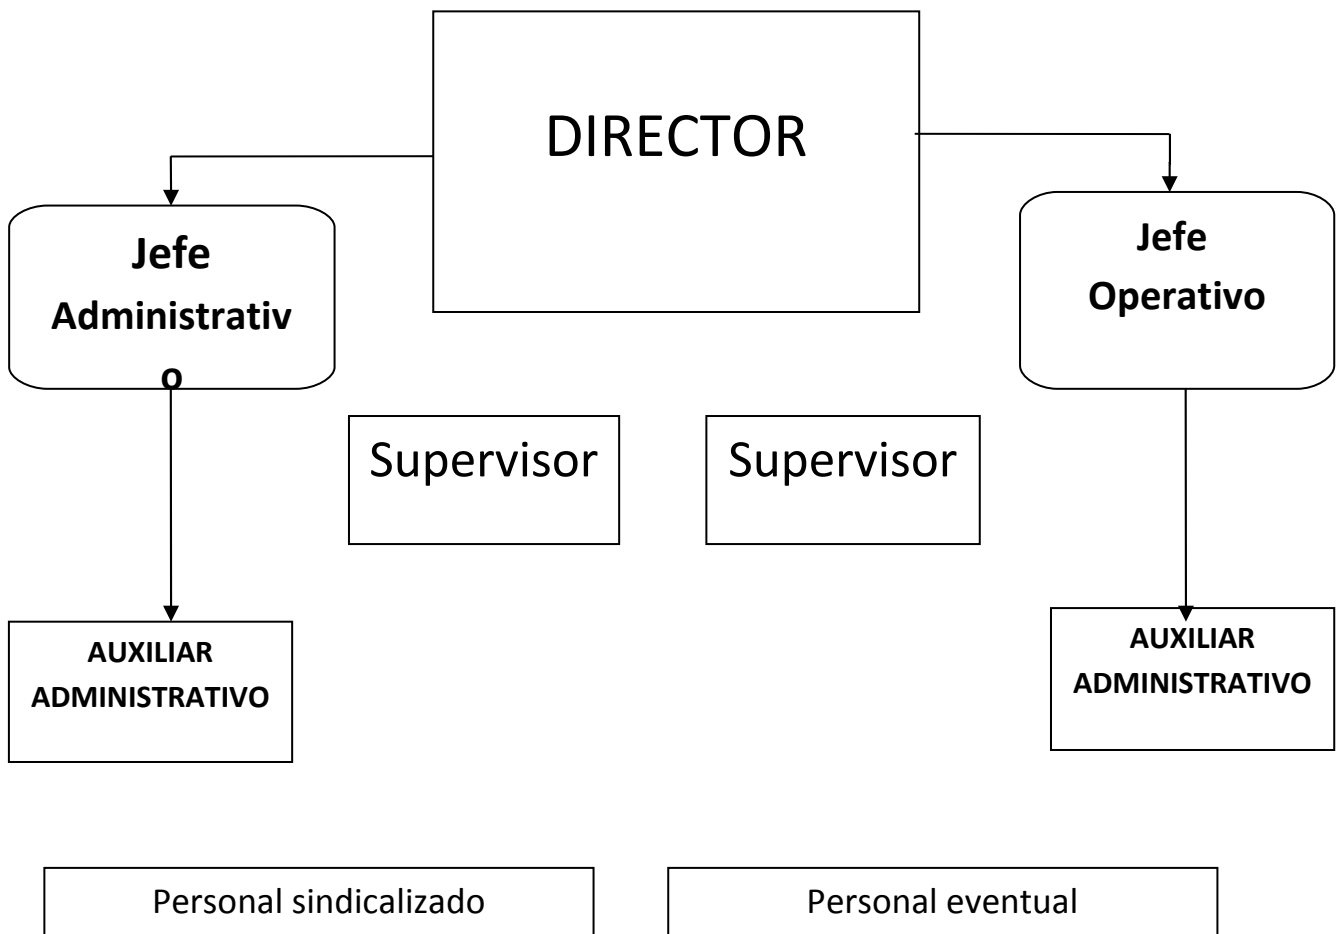 DIRECTOR
Jefe
Administrativ
o
Jefe
Operativo
Supervisor
Supervisor
AUXILIAR
ADMINISTRATIVO
AUXILIAR
ADMINISTRATIVO
Personal sindicalizado
Personal eventual